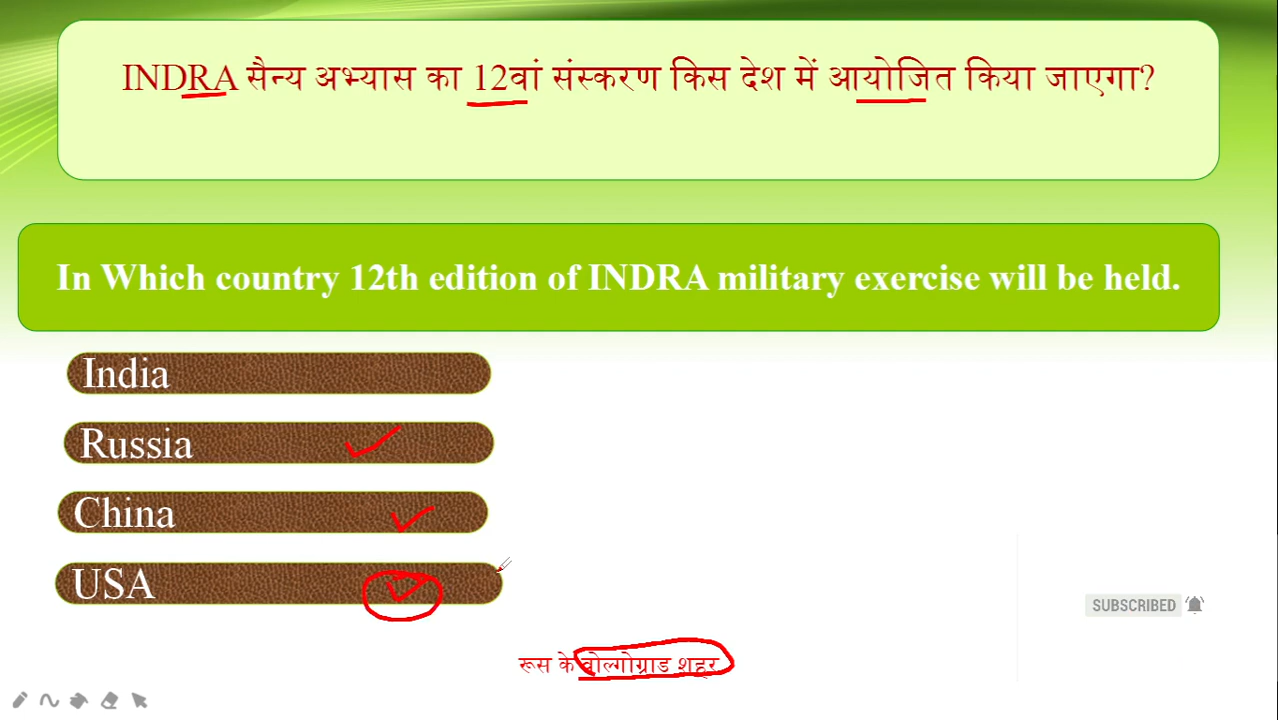 INDRA सैन्य अभ्यास का 12वां संस्करण किस देश में आयोजित किया जाएगा?
In Which country 12th edition of INDRA military exercise will be held.
India
Russia
China
USA
SUBSCRIBED
रूस के वोल्गोग्राड शहर